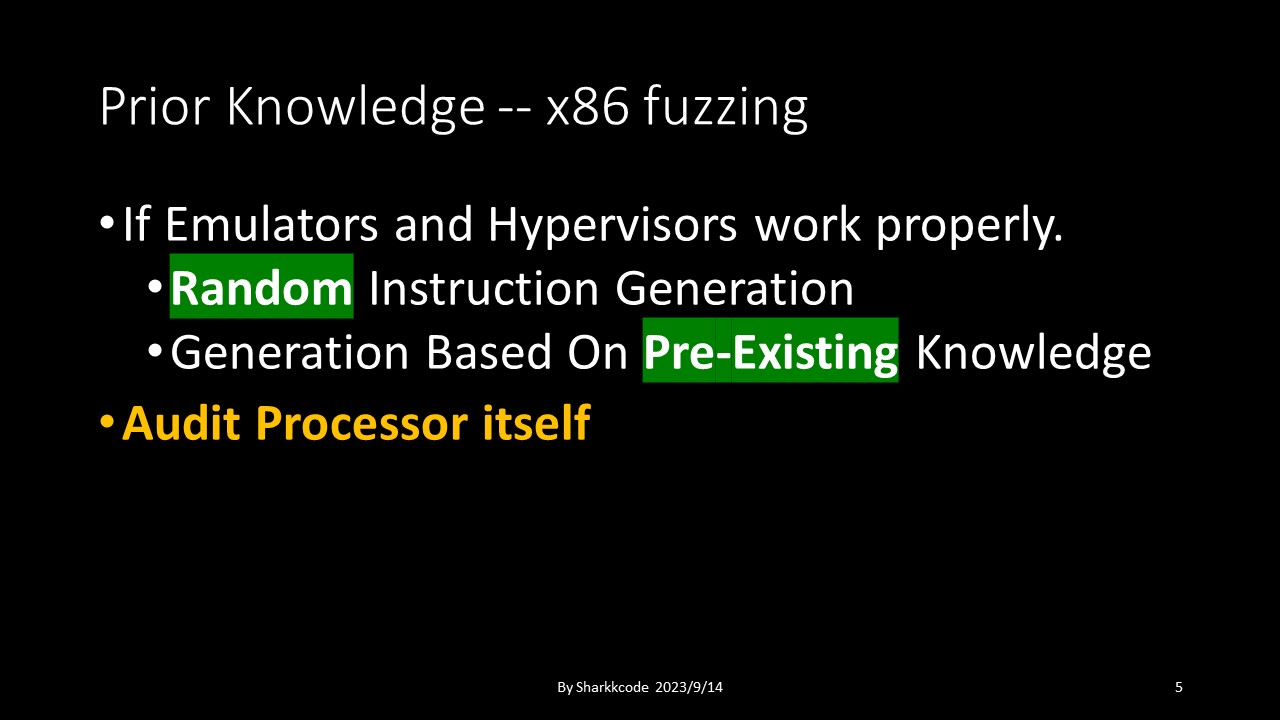 Prior Knowledge -- x86 fuzzing
•If Emulators and Hypervisors work properly.
•Random Instruction Generation
•Generation Based On Pre-Existing Knowledge
•Audit Processor itself
By Sharkkcode 2023/9/14
5